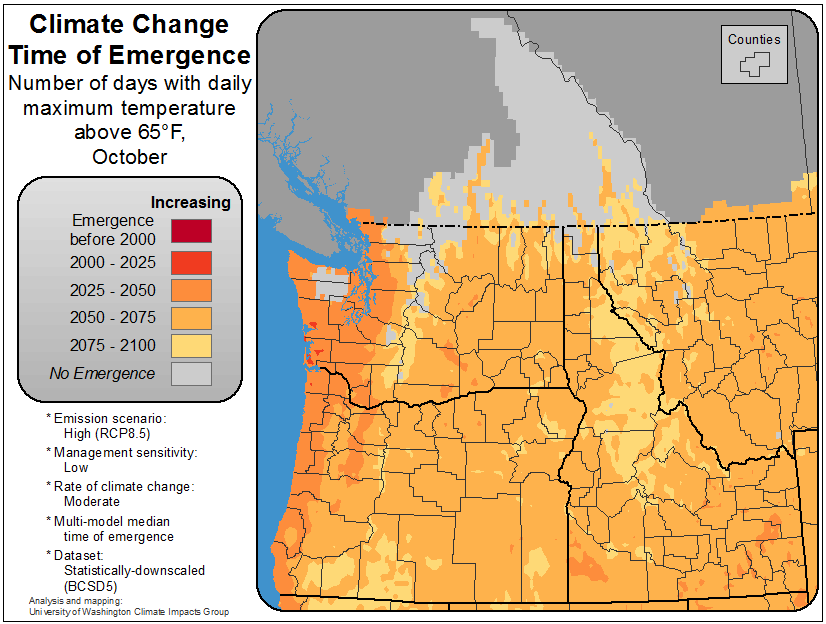 Climate Change
Time of Emergence
Number of days with daily
maximum temperature
above 65°F,
October
Increasing
Emergence
before 2000
2000 - 2025
2025 - 2050
2050 - 2075
2075 - 2100
No Emergence
* Emission scenario:
High (RCP8.5)
* Management sensitivity:
Low
* Rate of climate change:
Moderate
* Multi-model median
time of emergence
* Dataset:
Statistically-downscaled
(BCSD5)
Analysis and mapping:
University of Washington Climate Impacts Group
Counties